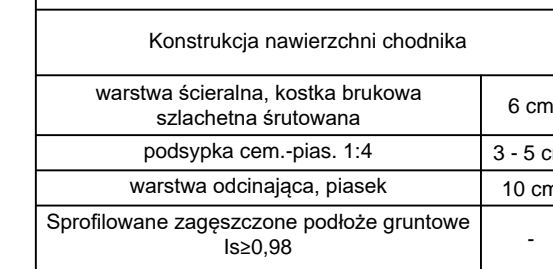 Konstrukcja nawierzchni chodnika
warstwa ścieralna, kostka brukowa
szlachetna śrutowana
6 cm
podsypka cem.-pias. 1:4
3 - 5 c
warstwa odcinająca, piasek
10 cm
Sprofilowane zagęszczone podłoże gruntowe
Is≥0,98
-